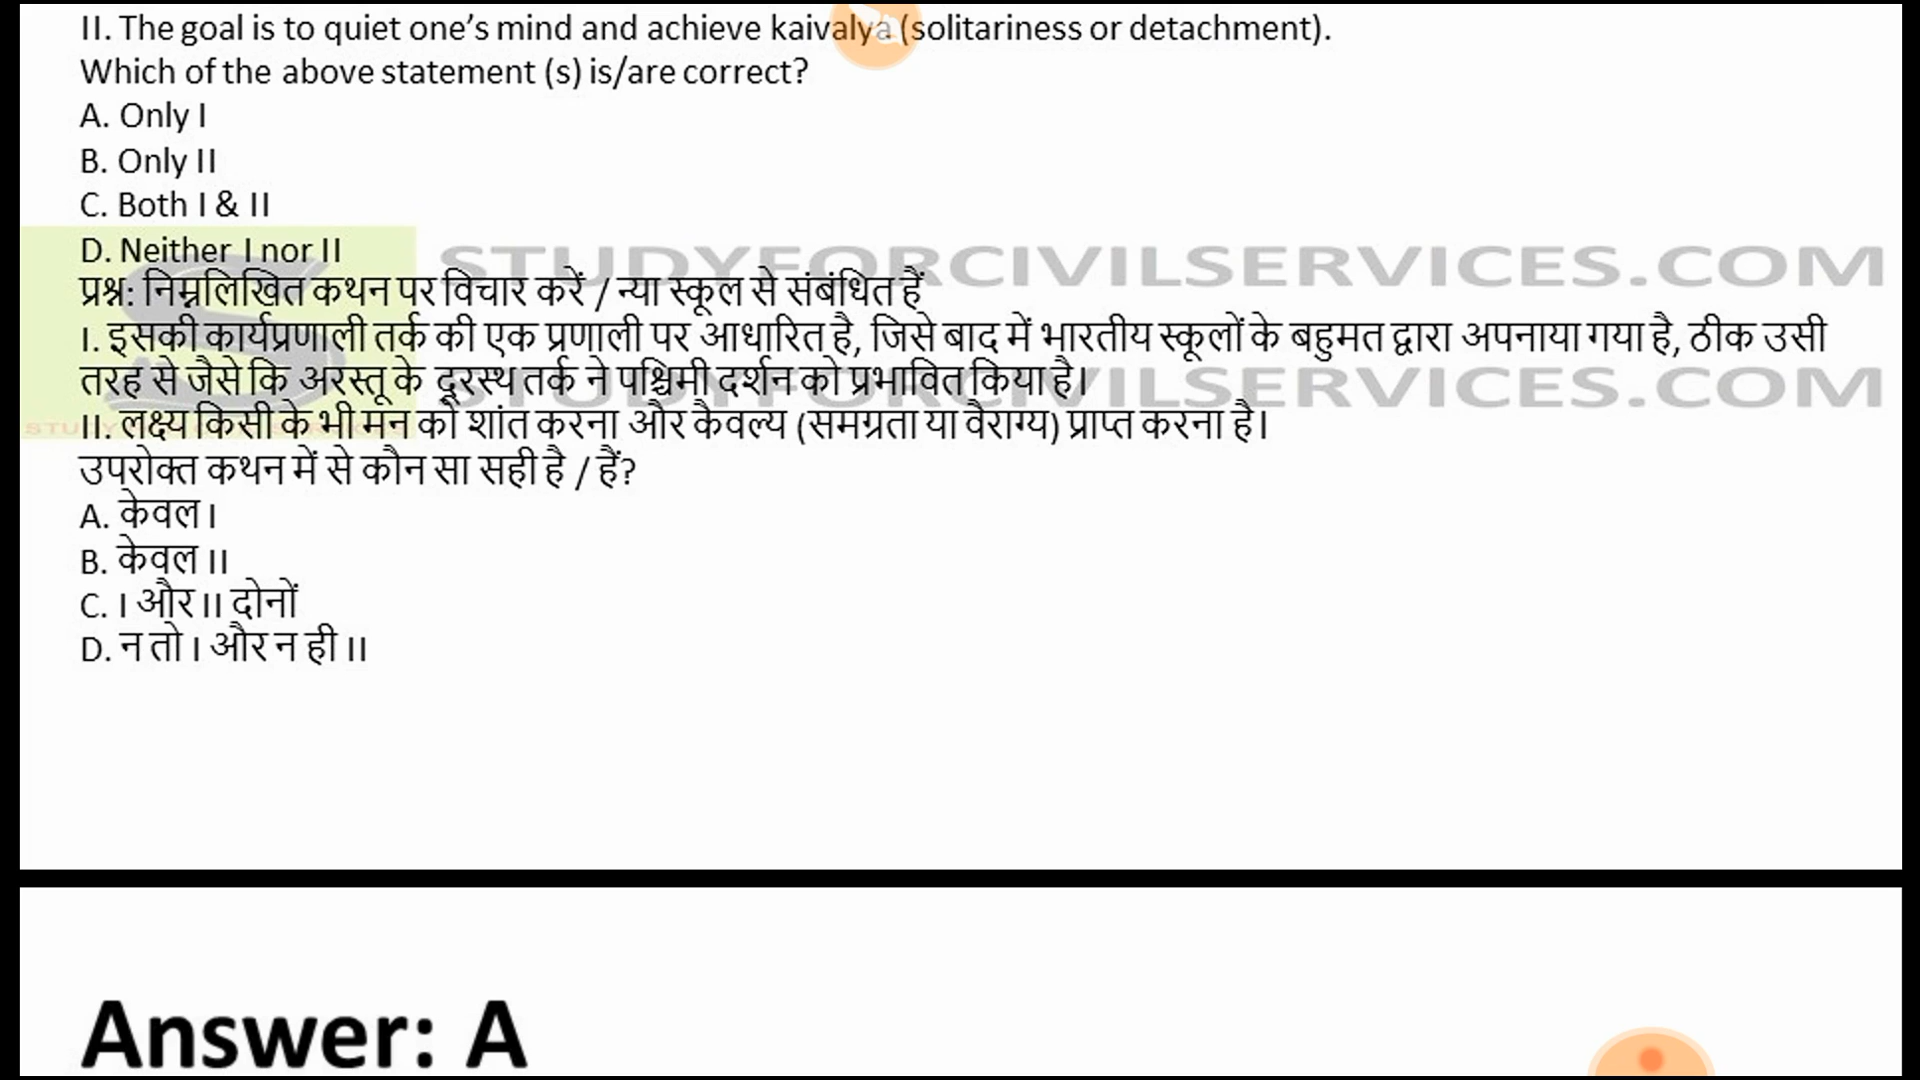 II. The goal is to quiet one’s mind and achieve kaivalya (solitariness or detachment).
Which of the above statement (s) is/are correct?
A. Only I
B. Only II
C. Both I & II
D. Neither I nor II
STUDYFORCIVILSERVICES.COM
प्रश्न: निम्नलिखित कथन पर विचार करें / न्या स्कूल से संबंधित हैं
I. इसकी कार्यप्रणाली तर्क की एक प्रणाली पर आधारित है, जिसे बाद में भारतीय स्कूलों के बहुमत द्वारा अपनाया गया है, ठीक उसी
तरह से जैसे कि अरस्तू के दूरस्थ तर्क ने पश्चिमी दर्शन को प्रभावित किया है।
STUDYFORCIVILSERVICES.COM
II. लक्ष्य किसी के भी मन को शांत करना और कैवल्य (समग्रता या वैराग्य) प्राप्त करना है।
उपरोक्त कथन में से कौन सा सही है / हैं?
A. केवल I
B. केवल II
C. I और II दोनों
D. न तो I और न ही II
Answer: A